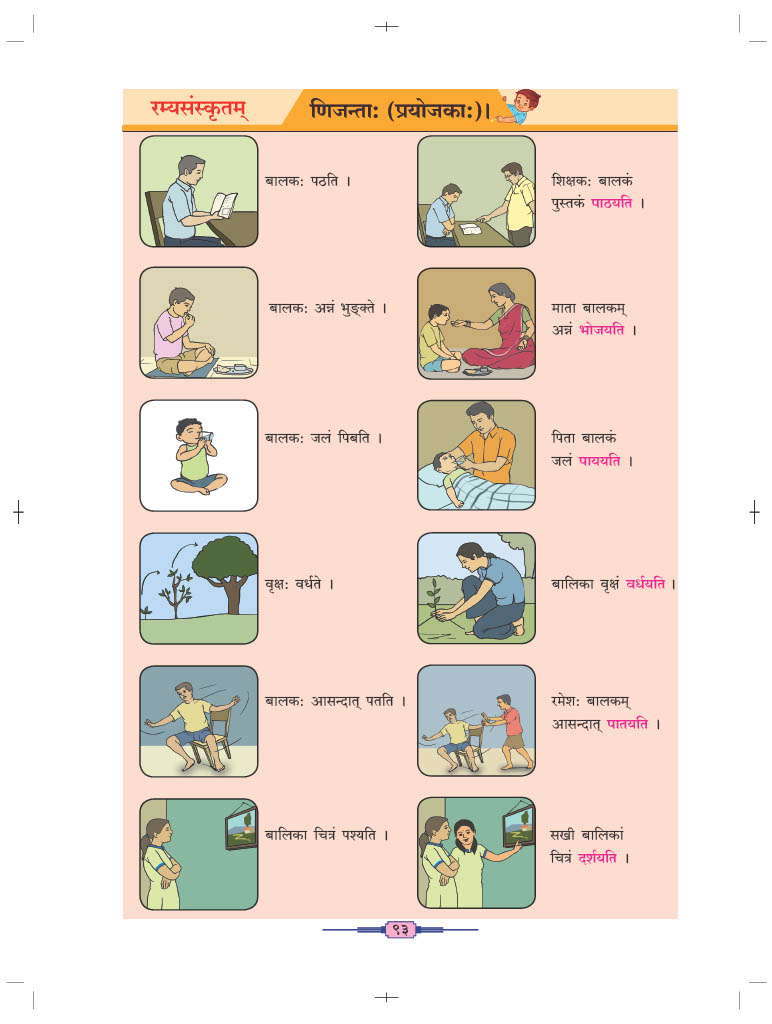 रम्यसंस्कृतम्
णिजन्ताः (प्रयोजकाः)।
बालकः पठति ।
शिक्षकः बालकं
पुस्तकं पाठयति ।
बालकः अन्नं भुङ्क्ते ।
माता बालकम्
अन्नं भोजयति ।
बालकः जलं पिबति ।
पिता बालकं
जलं पाययति ।
वृक्षः वर्धते ।
बालिका वृक्षं वर्धयति ।
बालकः आसन्दात् पतति ।
रमेशः बालकम्
आसन्दात् पातयति ।
बालिका चित्रं पश्यति ।
सखी बालिकां
चित्रं दर्शयति ।
९३